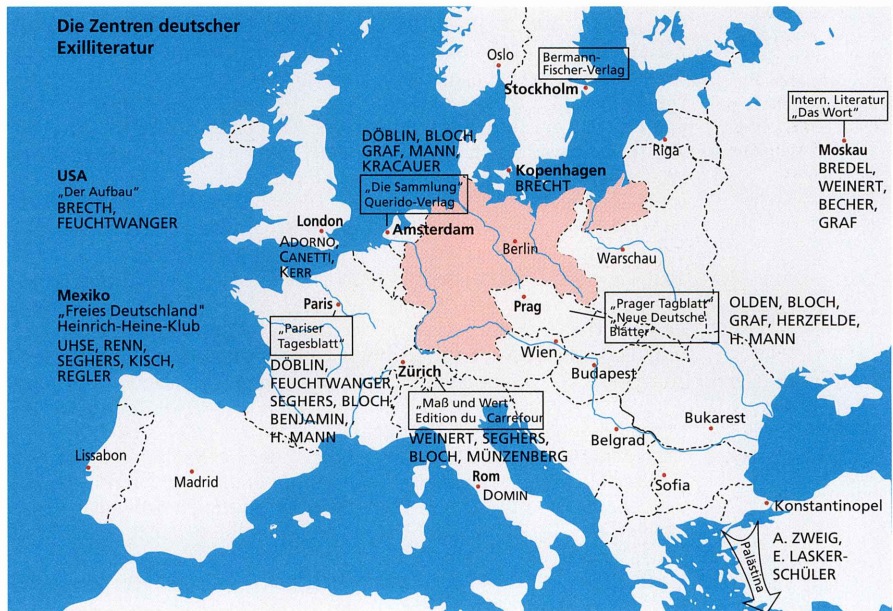 Die Zentren deutscher
Exilliteratur
Oslo
Bermann-
Fischer-Verlag
Stockholm
Intern. Literatur
„Das Wort"
Riga
Moskau
BREDEL,
WEINERT,
BECHER,
GRAF
DÖBLIN, BLOCH,
GRAF, MANN,
KRACAUER
Kopenhagen
BRECHT
„Die Sammlung"
Querido-Verlag
Amsterdam
USA
„Der Aufbau"
BRECTH,
FEUCHTWANGER
London
ADORNO,
CANETTI,
KERR
Berlin
Warschau
Mexiko
„Freies Deutschland"
Heinrich-Heine-Klub
UHSE, RENN,
SEGHERS, KISCH,
REGLER
Paris
„Pariser
Tagesblatt"
DÖBLIN,
FEUCHTWANGER,
SEGHERS, BLOCH,
BENJAMIN,
H. MANN
Prag
„Prager Tagblatt"
„Neue Deutsche
Blätter"
OLDEN, BLOCH,
GRAF, HERZFELDE,
H. MANN
Wien
Budapest
Zürich
„Maß und Wert"
Edition du Carrefour
WEINERT, SEGHERS,
BLOCH, MÜNZENBERG
Belgrad
Bukarest
Lissabon
Madrid
Rom
DOMIN
Sofia
Konstantinopel
Palästina
A. ZWEIG,
E. LASKER-
SCHÜLER